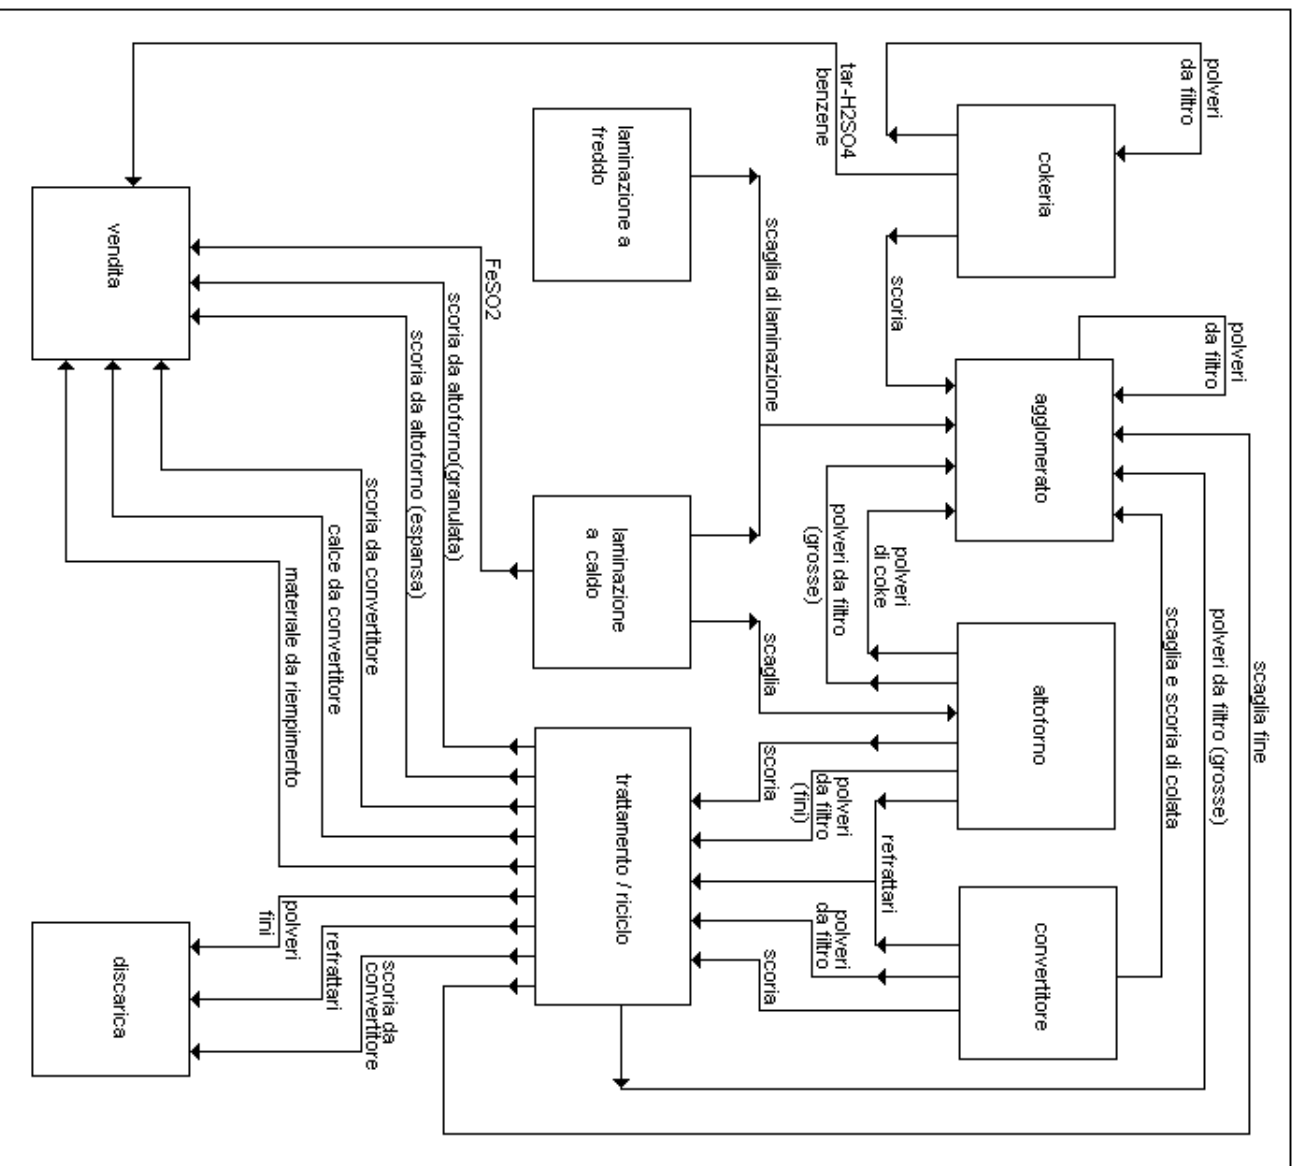 polveri
da filtro
polveri
da filtro
scaglia fine
polveri da filtro (grosse)
scaglia e scoria di colata
cokeria
agglomerato
altoforno
convertitore
scoria
polveri
di coke
refrattari
tar-H2SO4
benzene
polveri da filtro
(grosse)
polveri
da filtro
(fini)
polveri
da filtro
scaglia di laminazione
scaglia
scoria
scoria
laminazione a
freddo
laminazione
a caldo
trattamento / riciclo
FeSO2
scoria da altoforno(granulata)
scoria da altoforno (espansa)
scoria da convertitore
scoria da
convertitore
calce da convertitore
refrattari
materiale da riempimento
polveri
fini
vendita
discarica